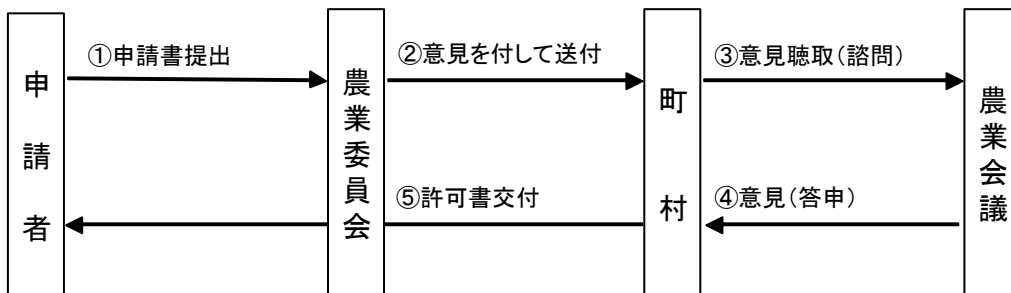 申請者
①申請書提出
農業委員会
②意見を付して送付
⑤許可書交付
町村
③意見聴取(諮問)
④意見(答申)
農業会議